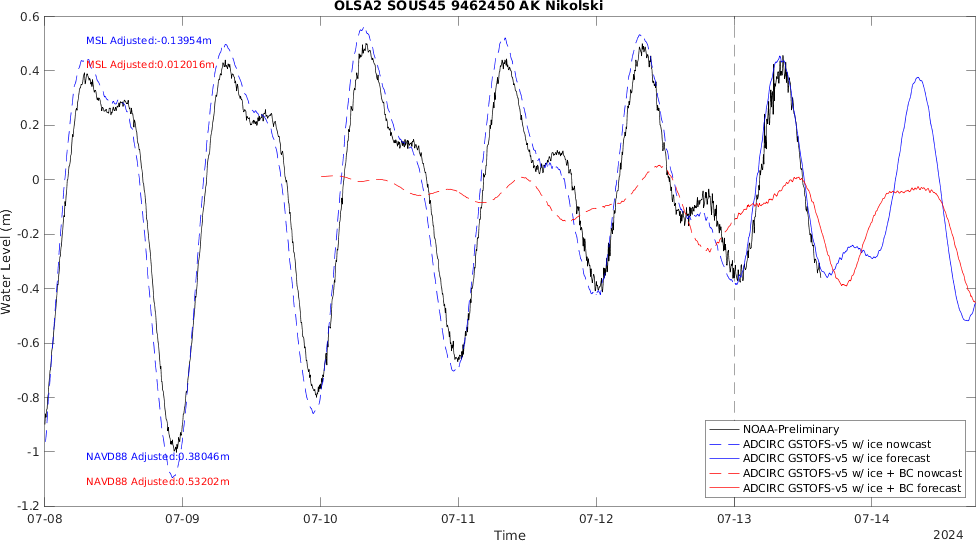 OLSA2 SOUS45 9462450 AK Nikolski
MSL Adjusted:-0.13954m
MSL Adjusted:0.012016m
NAVD88 Adjusted:0.38046m
NAVD88 Adjusted:0.53202m
Water Level (m)
0.6
0.4
0.2
0
-0.2
-0.4
-0.6
-0.8
-1
-1.2
NOAA-Preliminary
ADCIRC GSTOFS-v5 w/ ice nowcast
ADCIRC GSTOFS-v5 w/ ice forecast
ADCIRC GSTOFS-v5 w/ ice + BC nowcast
ADCIRC GSTOFS-v5 w/ ice + BC forecast
07-08 07-09 07-10 07-11 07-12 07-13 07-14
Time
2024